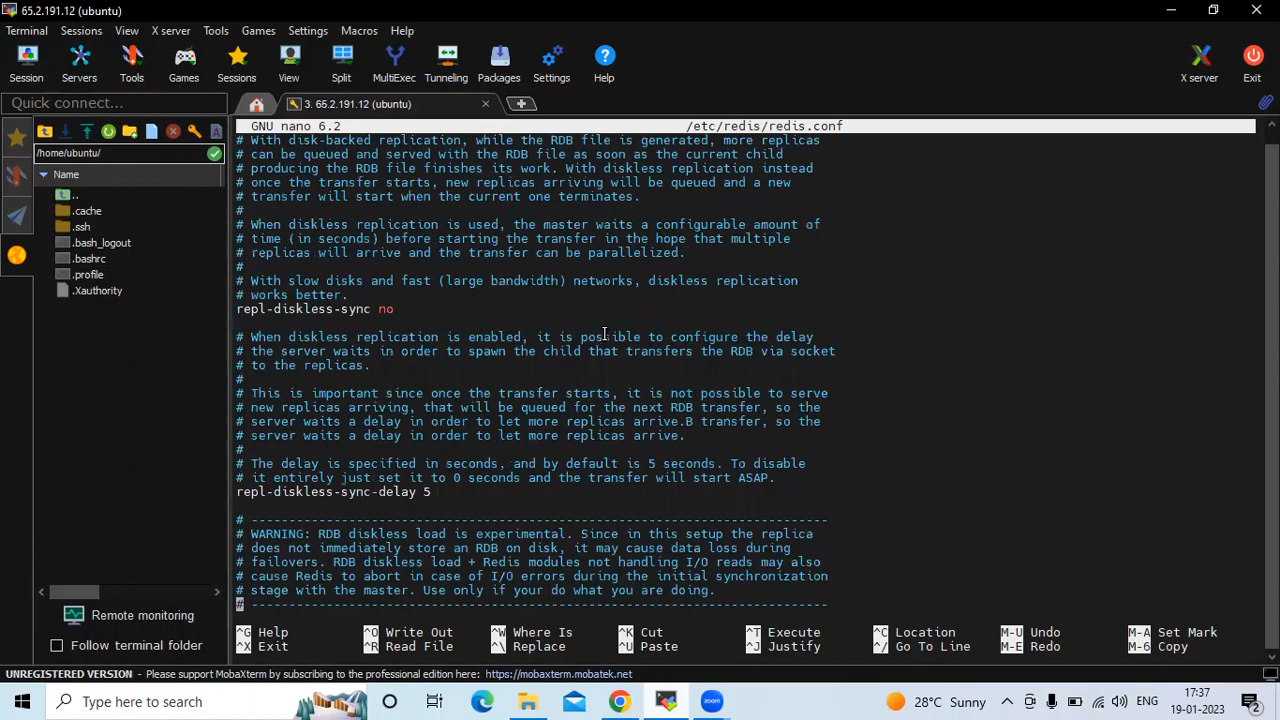 65.2.191.12 (ubuntu)
Terminal Sessions View X server Tools Games Settings Macros Help
Session Servers Tools Games Sessions View Split MultiExec Tunneling Packages Settings Help X server Exit
Quick connect...
3. 65.2.191.12 (ubuntu)
/home/ubuntu/
Name
..
.cache
.ssh
.bash_logout
.bashrc
.profile
.Xauthority
Remote monitoring
Follow terminal folder
GNU nano 6.2 /etc/redis/redis.conf
# With disk-backed replication, while the RDB file is generated, more replicas
# can be queued and served with the RDB file as soon as the current child
# producing the RDB file finishes its work. With diskless replication instead
# once the transfer starts, new replicas arriving will be queued and a new
# transfer will start when the current one terminates.
#
# When diskless replication is used, the master waits a configurable amount of
# time (in seconds) before starting the transfer in the hope that multiple
# replicas will arrive and the transfer can be parallelized.
#
# With slow disks and fast (large bandwidth) networks, diskless replication
# works better.
repl-diskless-sync no
# When diskless replication is enabled, it is possible to configure the delay
# the server waits in order to spawn the child that transfers the RDB via socket
# to the replicas.
#
# This is important since once the transfer starts, it is not possible to serve
# new replicas arriving, that will be queued for the next RDB transfer, so the
# server waits a delay in order to let more replicas arrive.B transfer, so the
# server waits a delay in order to let more replicas arrive.
#
# The delay is specified in seconds, and by default is 5 seconds. To disable
# it entirely just set it to 0 seconds and the transfer will start ASAP.
repl-diskless-sync-delay 5
# -----------------------------------------------------------------------------
# WARNING: RDB diskless load is experimental. Since in this setup the replica
# does not immediately store an RDB on disk, it may cause data loss during
# failovers. RDB diskless load + Redis modules not handling I/O reads may also
# cause Redis to abort in case of I/O errors during the initial synchronization
# stage with the master. Use only if your do what you are doing.
# -----------------------------------------------------------------------------
^G Help ^O Write Out ^W Where Is ^K Cut ^T Execute ^C Location M-U Undo M-A Set Mark
^X Exit ^R Read File ^\ Replace ^U Paste ^J Justify ^/ Go To Line M-E Redo M-6 Copy
UNREGISTERED VERSION - Please support MobaXterm by subscribing to the professional edition here: https://mobaxterm.mobatek.net
Type here to search
zoom
28°C Sunny
ENG
17:37
19-01-2023
2